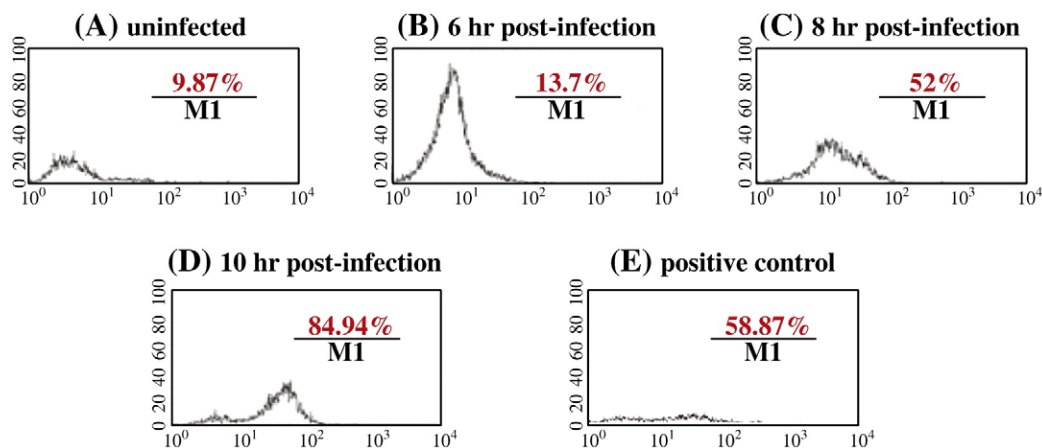 (A) uninfected
(B) 6 hr post-infection
(C) 8 hr post-infection
100
80
60
40
20
0
9.87%
M1
10^0 10^1 10^2 10^3 10^4
100
80
60
40
20
0
13.7%
M1
10^0 10^1 10^2 10^3 10^4
100
80
60
40
20
0
52%
M1
10^0 10^1 10^2 10^3 10^4
(D) 10 hr post-infection
(E) positive control
100
80
60
40
20
0
84.94%
M1
10^0 10^1 10^2 10^3 10^4
100
80
60
40
20
0
58.87%
M1
10^0 10^1 10^2 10^3 10^4